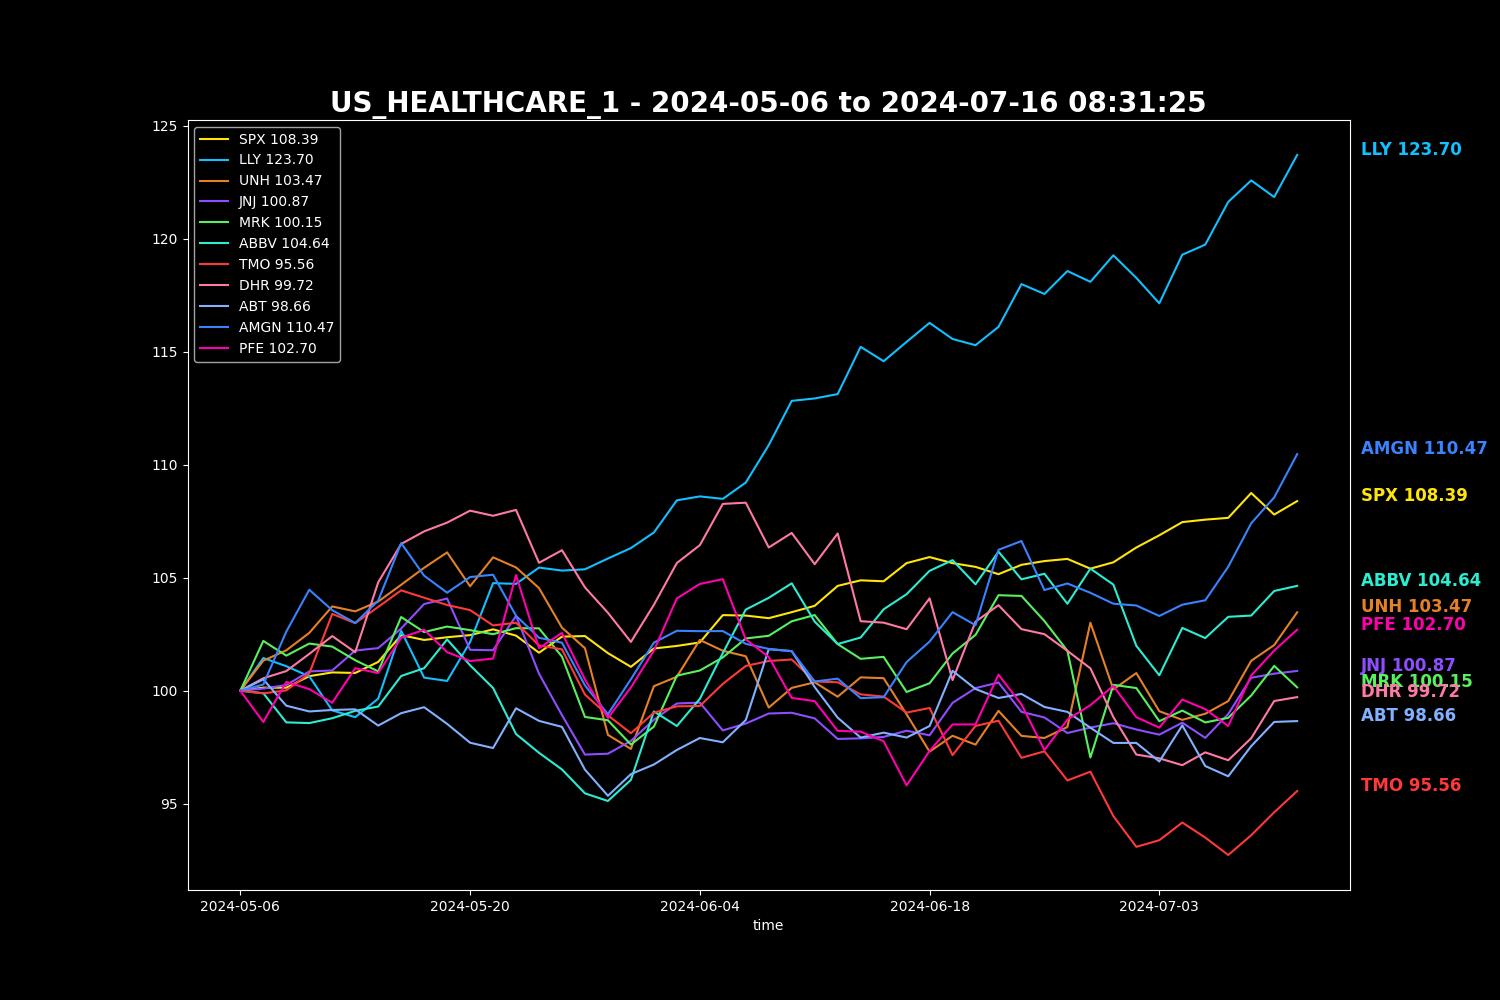 US_HEALTHCARE_1 - 2024-05-06 to 2024-07-16 08:31:25
125
120
115
110
105
100
95
SPX 108.39
LLY 123.70
UNH 103.47
JNJ 100.87
MRK 100.15
ABBV 104.64
TMO 95.56
DHR 99.72
ABT 98.66
AMGN 110.47
PFE 102.70
LLY 123.70
AMGN 110.47
SPX 108.39
ABBV 104.64
UNH 103.47
PFE 102.70
JNJ 100.87
MRK 100.15
DHR 99.72
ABT 98.66
TMO 95.56
2024-05-06
2024-05-20
2024-06-04
2024-06-18
2024-07-03
time